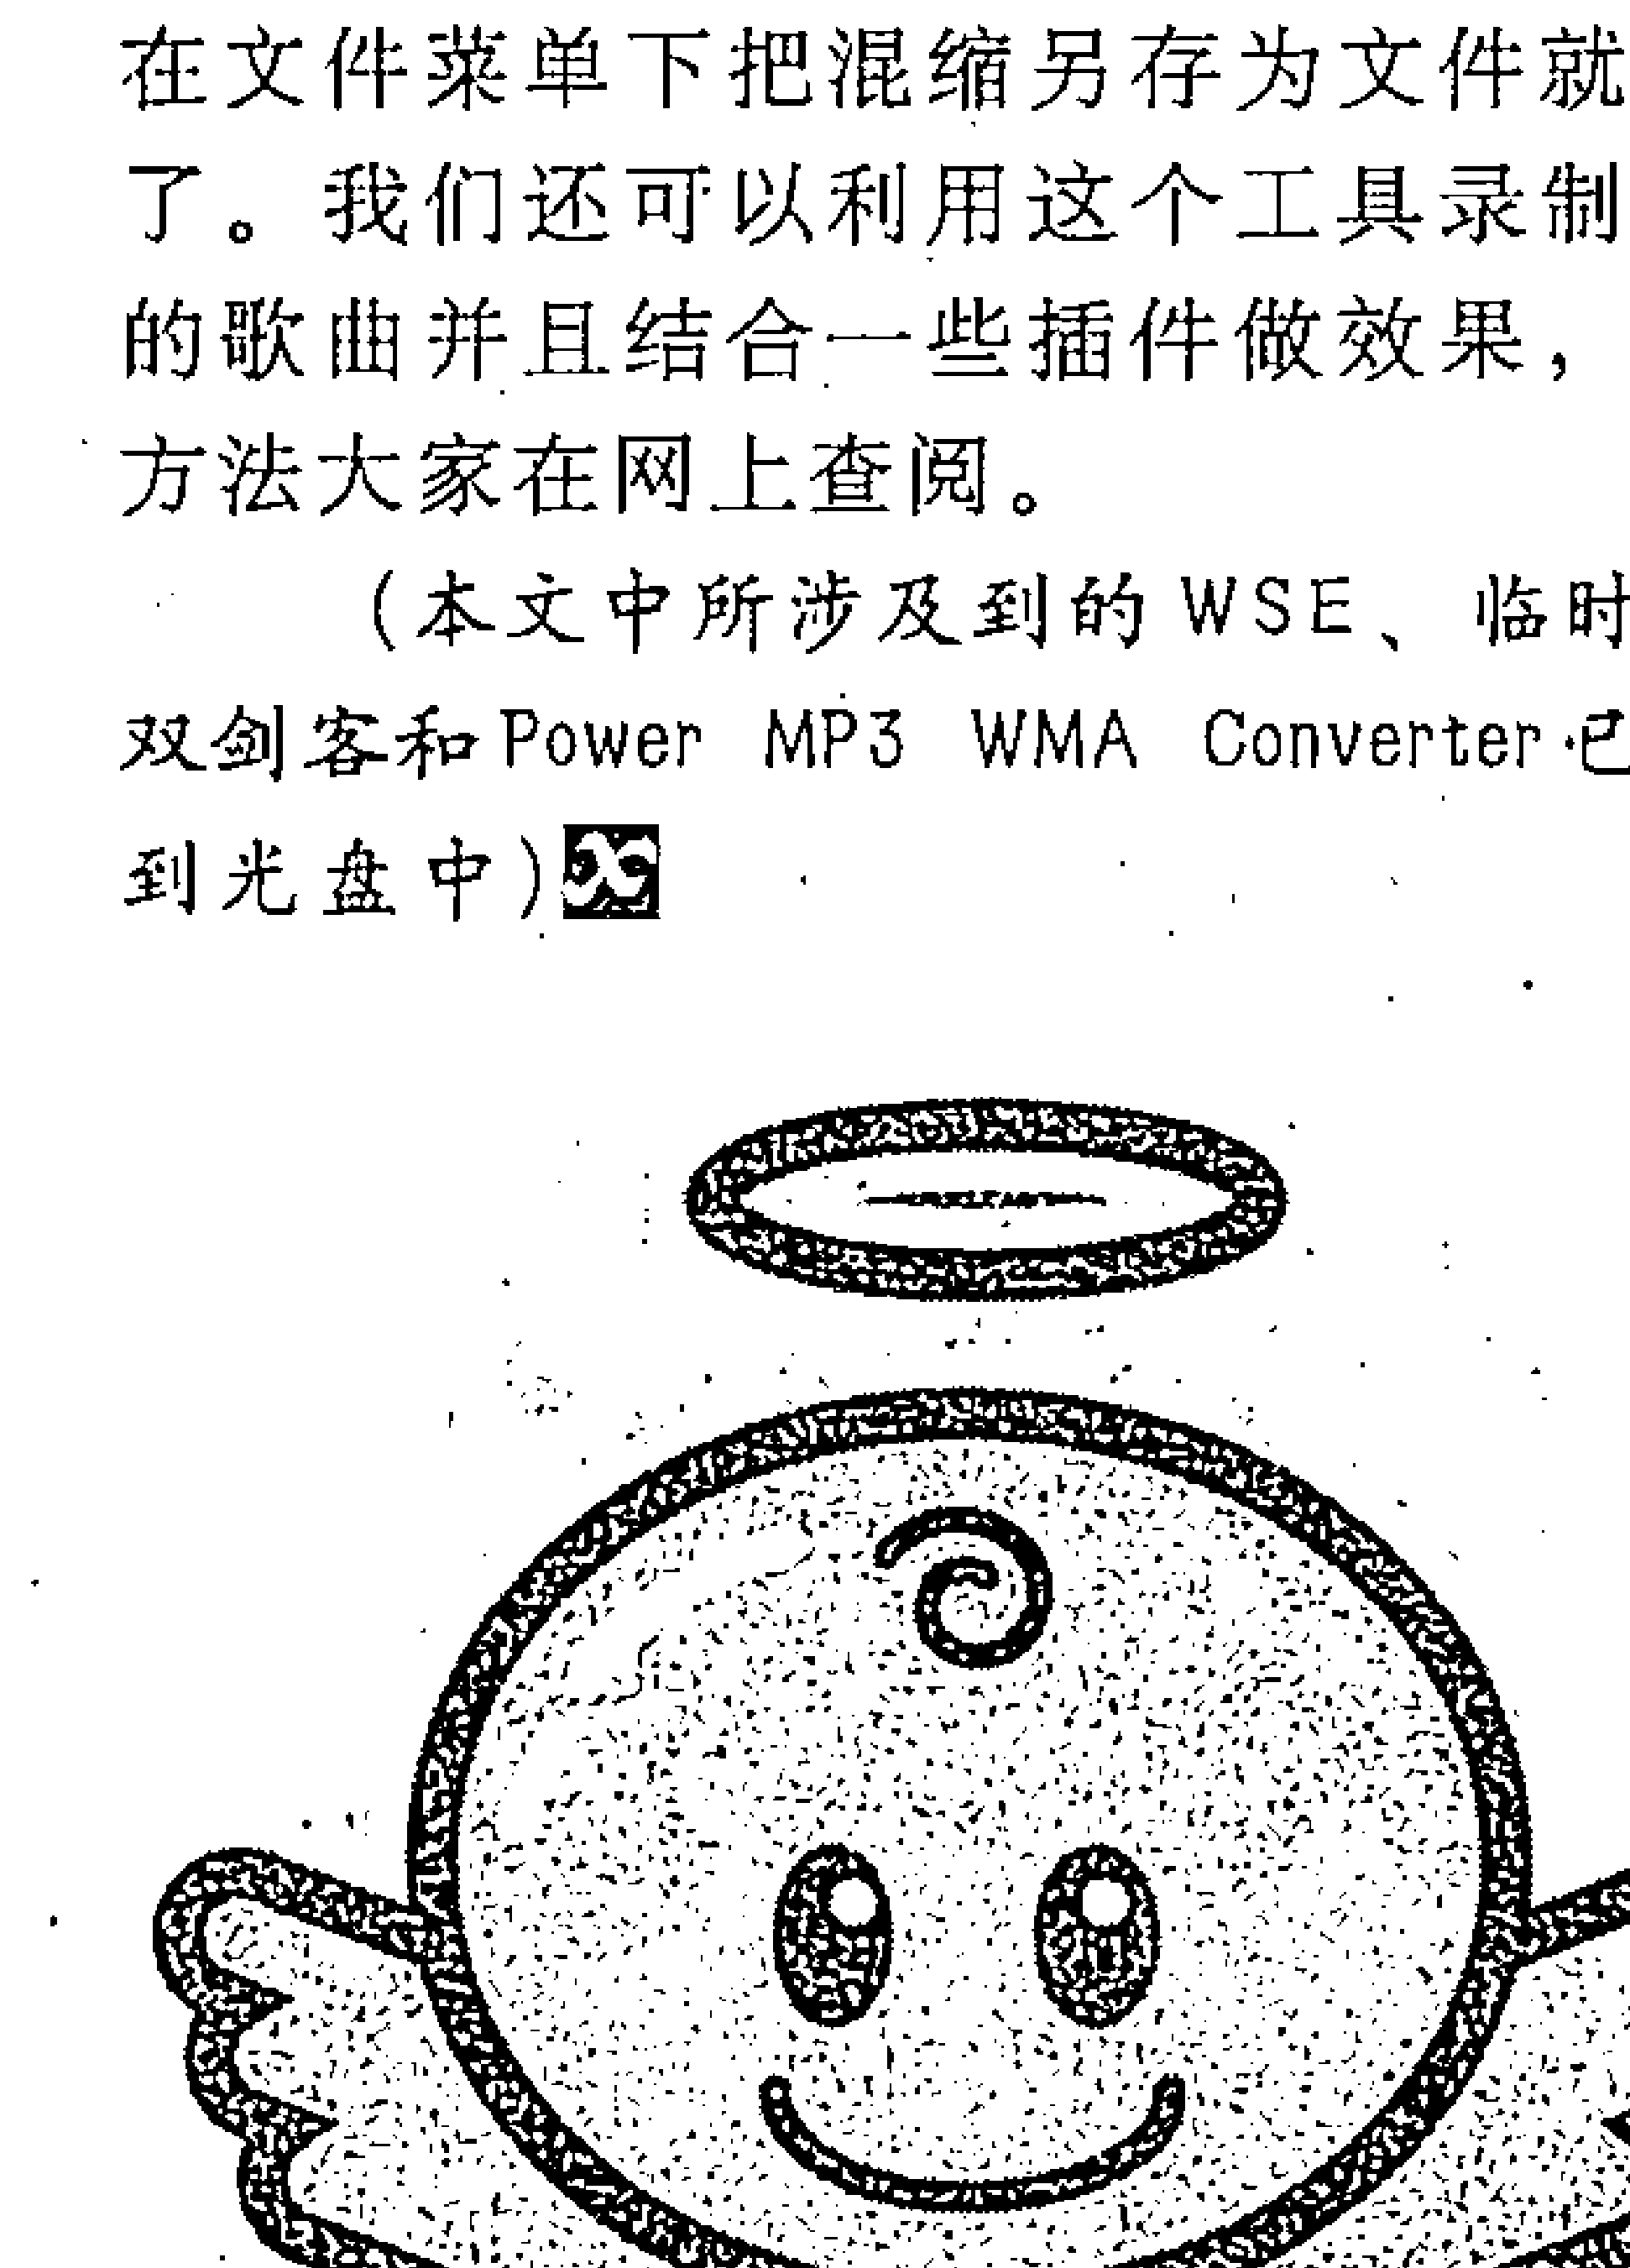 在文件菜单下把混缩另存为文件就
了。我们还可以利用这个工具录制
的歌曲并且结合一些插件做效果，
方法大家在网上查阅。
（本文中所涉及到的WSE、临时
双剑客和Power MP3 WMA Converter已
到光盘中）